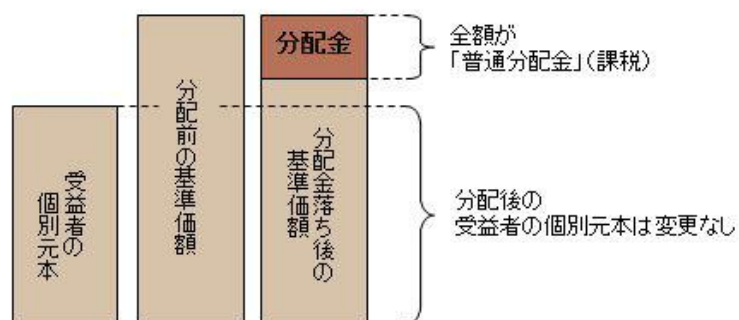 受益者の
個別元本
分配前の基準価額
分配金
分配金落ち後の
基準価額
全額が
「普通分配金」(課税)
分配後の
受益者の個別元本は変更なし